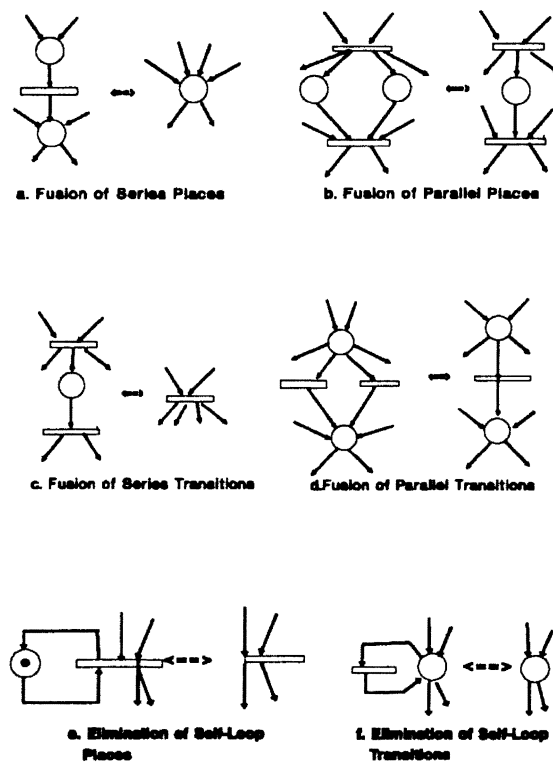 a. Fusion of Series Places
b. Fusion of Parallel Places
c. Fusion of Series Transitions
d.Fusion of Parallel Transitions
e. Elimination of Self-Loop
Places
f. Elimination of Self-Loop
Transitions